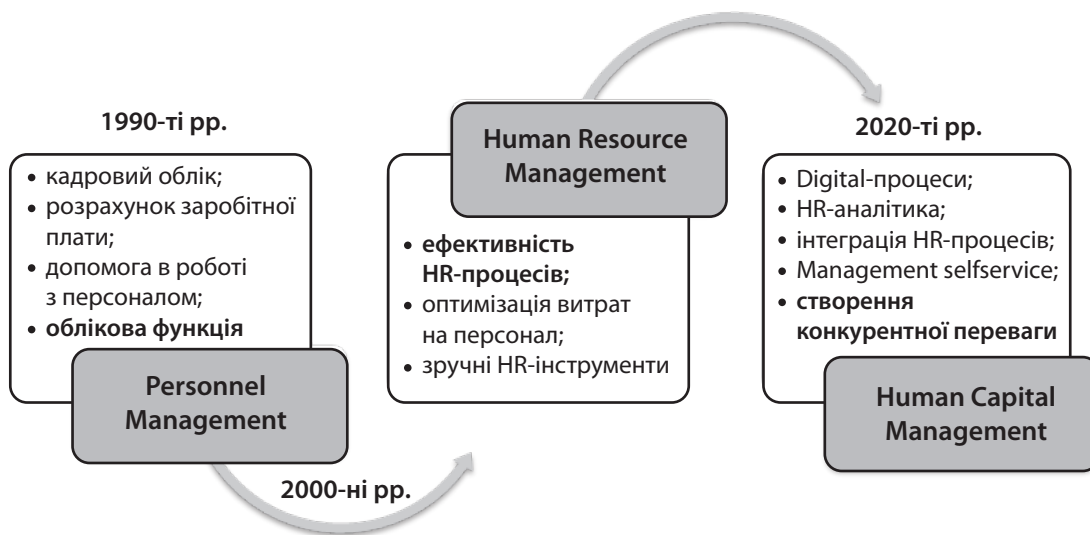 1990-ті рр.
• кадровий облік;
• розрахунок заробітної
плати;
• допомога в роботі
з персоналом;
• облікова функція
Personnel
Management
2000-ні рр.
Human Resource
Management
• ефективність
HR-процесів;
• оптимізація витрат
на персонал;
• зручні HR-інструменти
2020-ті рр.
• Digital-процеси;
• HR-аналітика;
• інтеграція HR-процесів;
• Management selfservice;
• створення
конкурентної переваги
Human Capital
Management